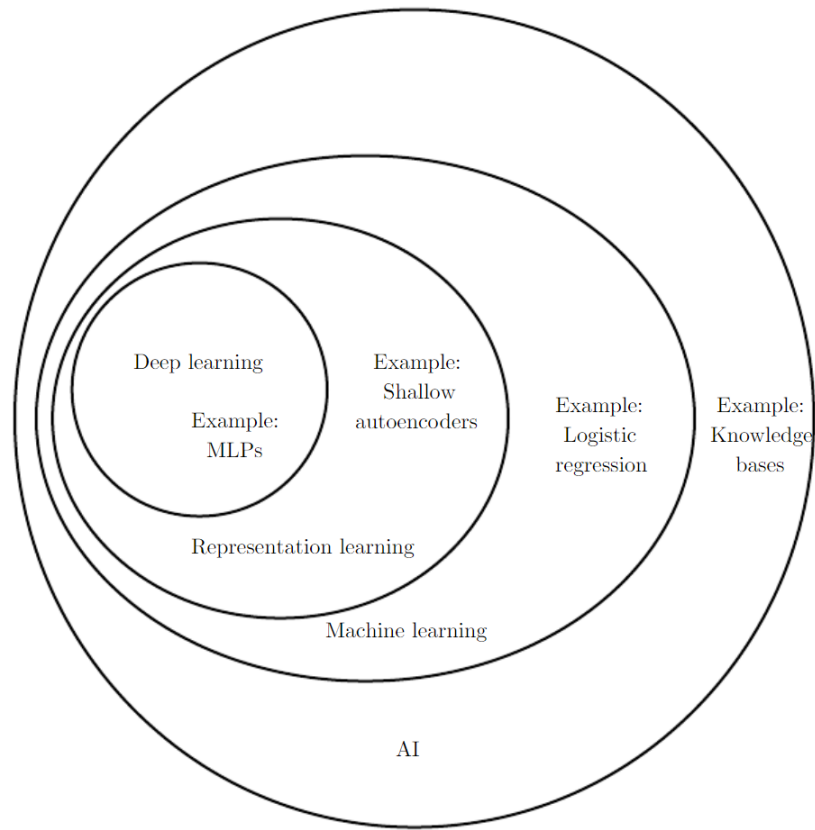 Deep learning
Example:
MLPs
Example:
Shallow
autoencoders
Example:
Logistic
regression
Example:
Knowledge
bases
Representation learning
Machine learning
AI